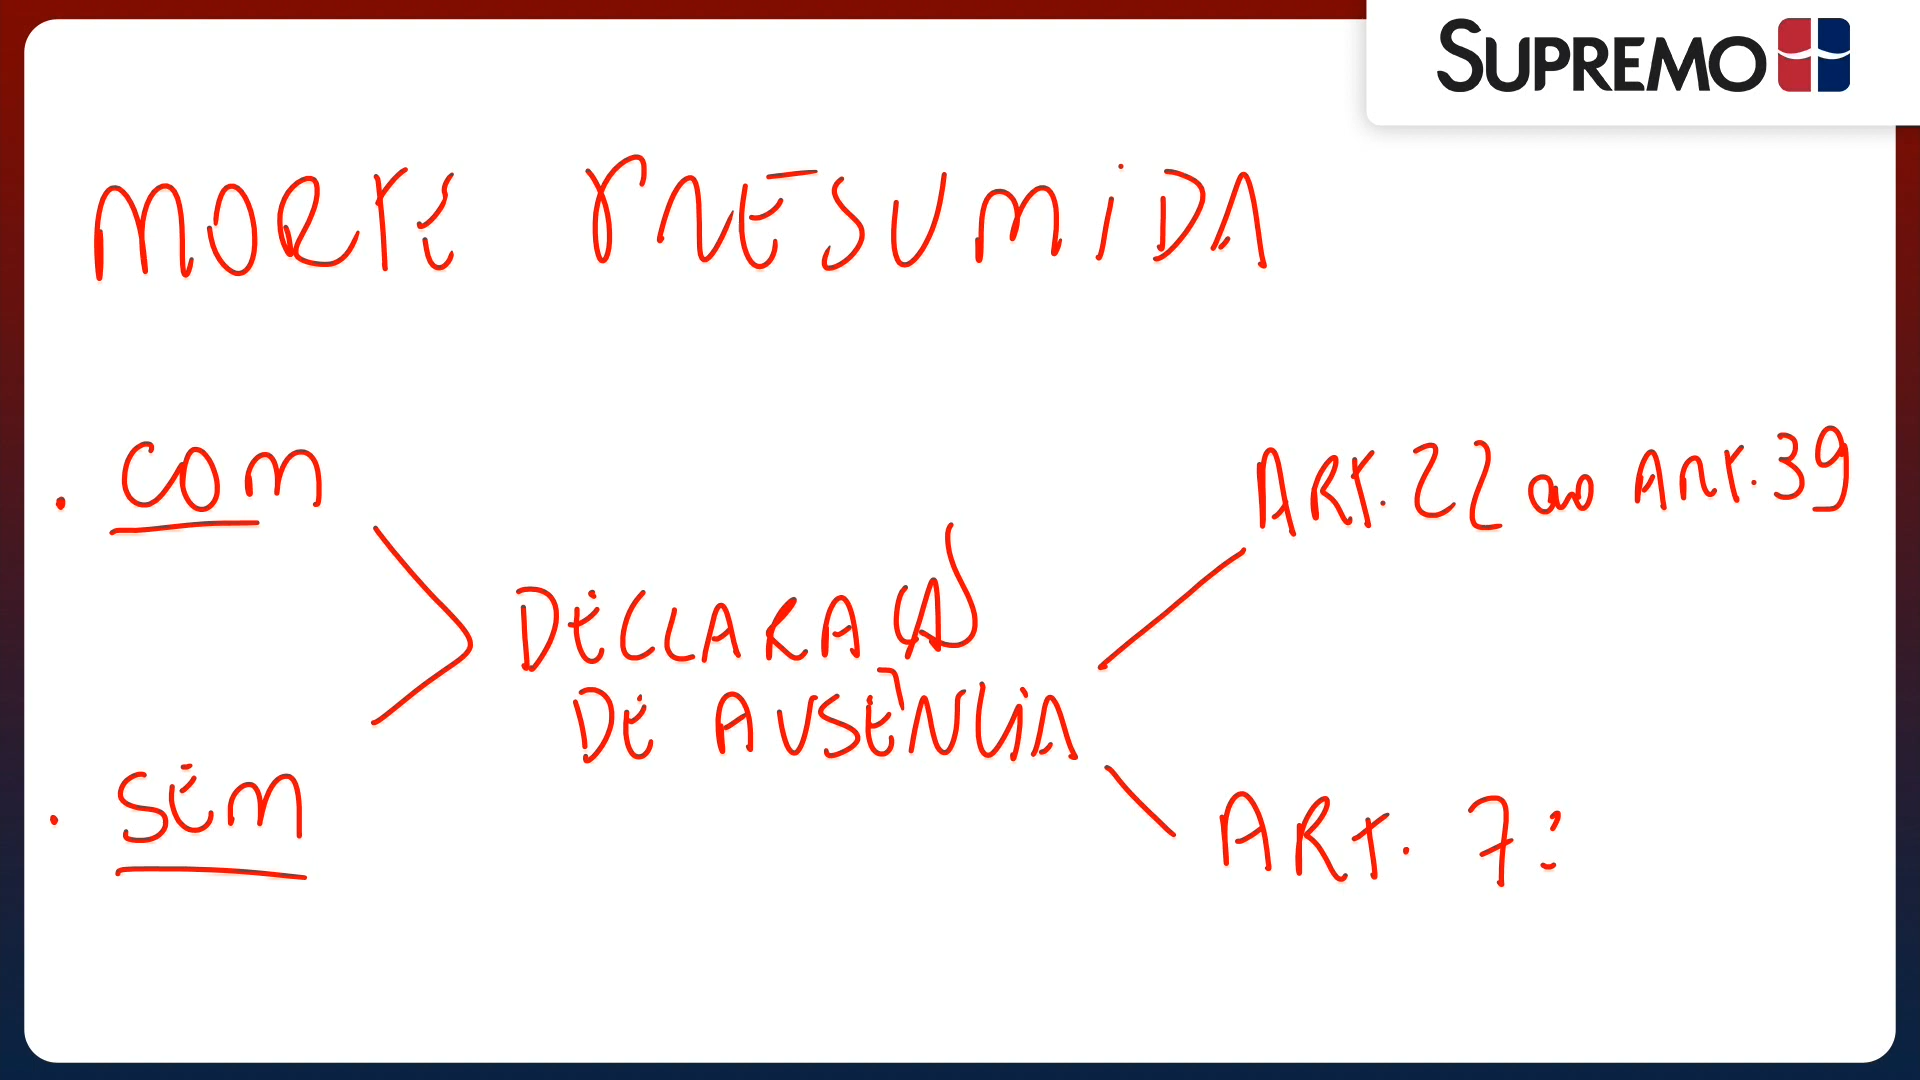 SUPREMO
MORTE PRESUMIDA
. COM
ART. 22 ao ART. 39
DECLARAÇÃO
DE AUSÊNCIA
. SEM
ART. 7º